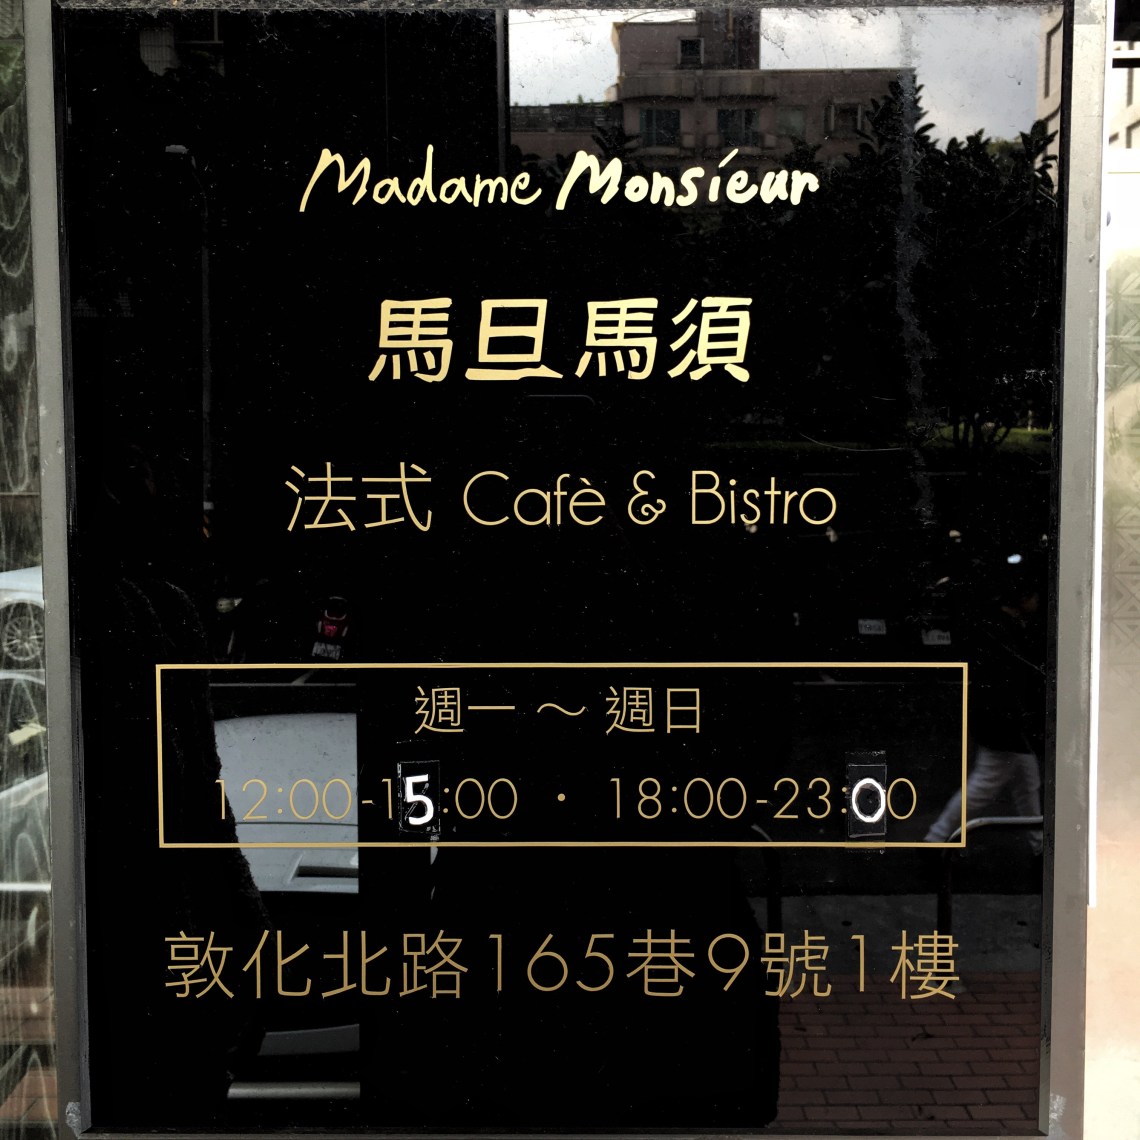 Madame Monsieur
馬旦馬須
法式 Cafè & Bistro
週一 ～ 週日
12:00-15:00 · 18:00-23:00
敦化北路165巷9號1樓